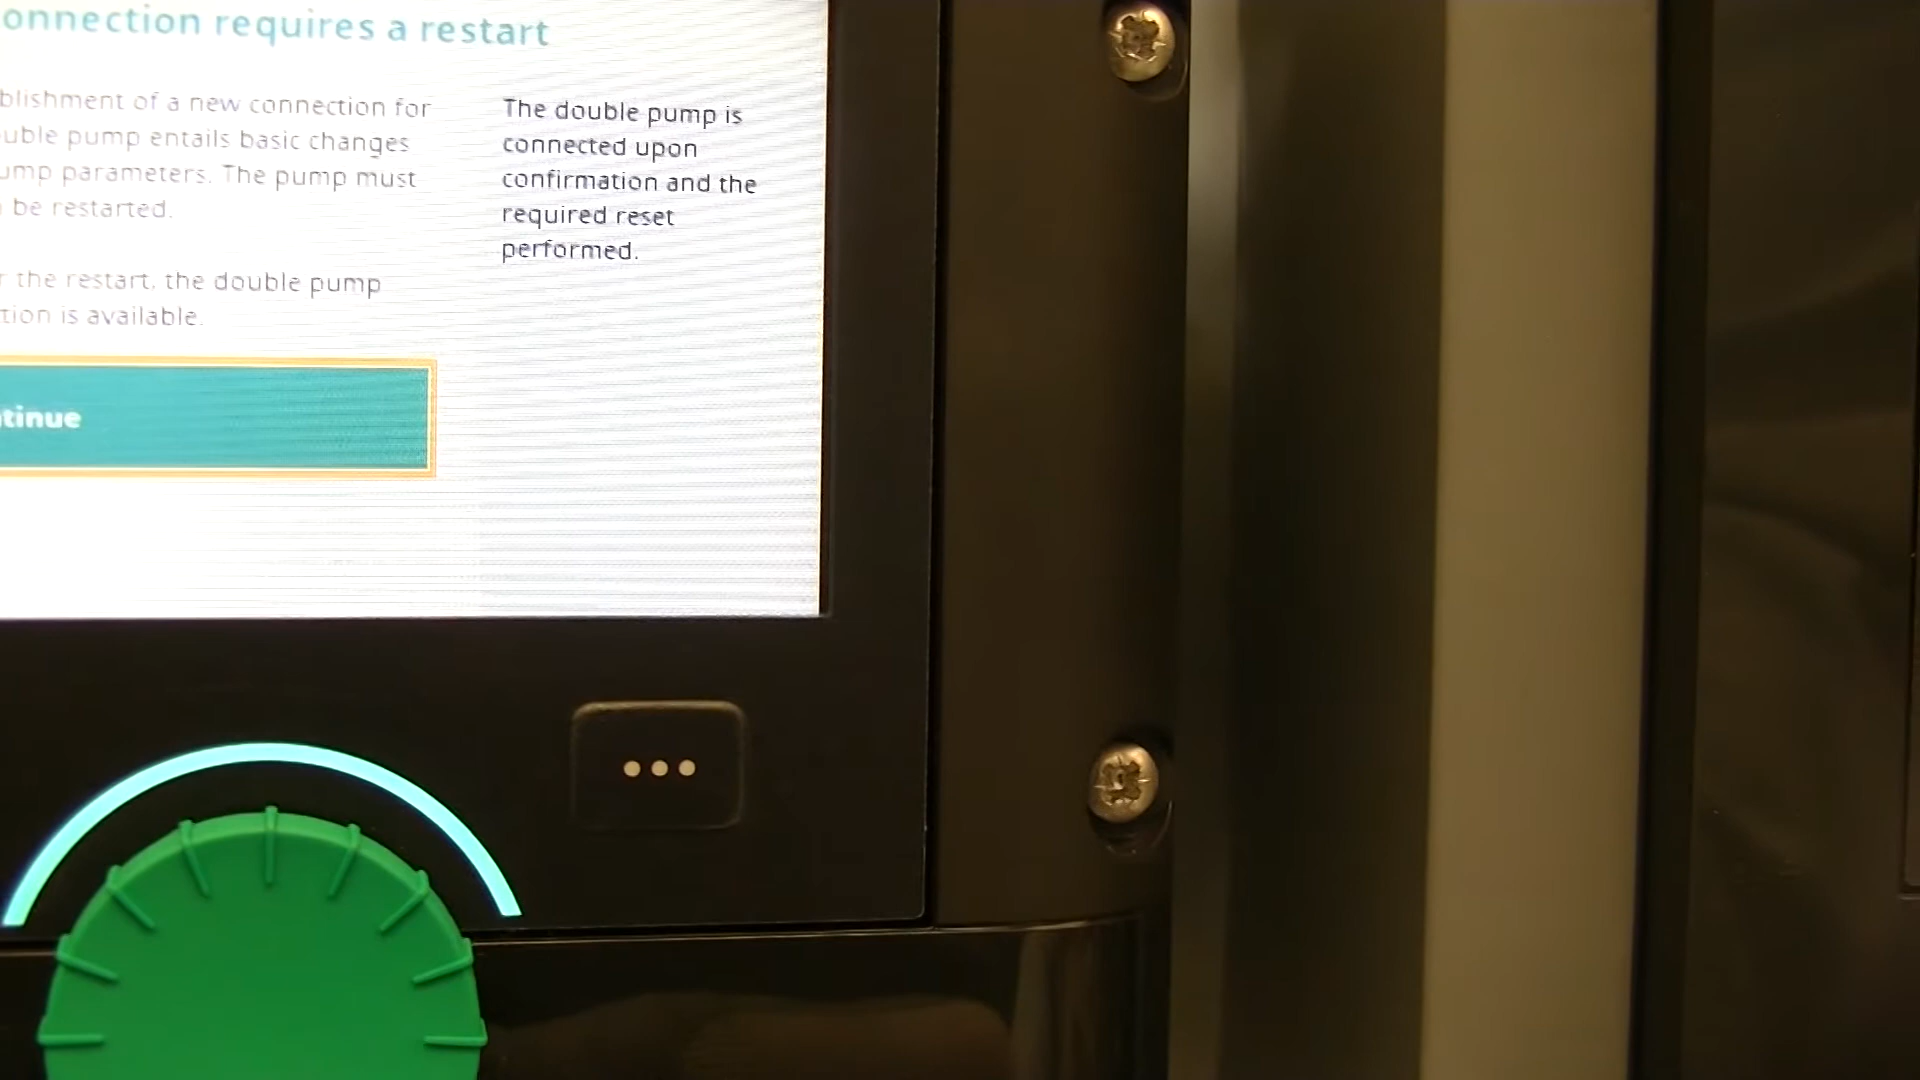 onnection requires a restart
blishment of a new connection for
uble pump entails basic changes
ump parameters. The pump must
be restarted.
r the restart, the double pump
tion is available.
tinue
The double pump is
connected upon
confirmation and the
required reset
performed.